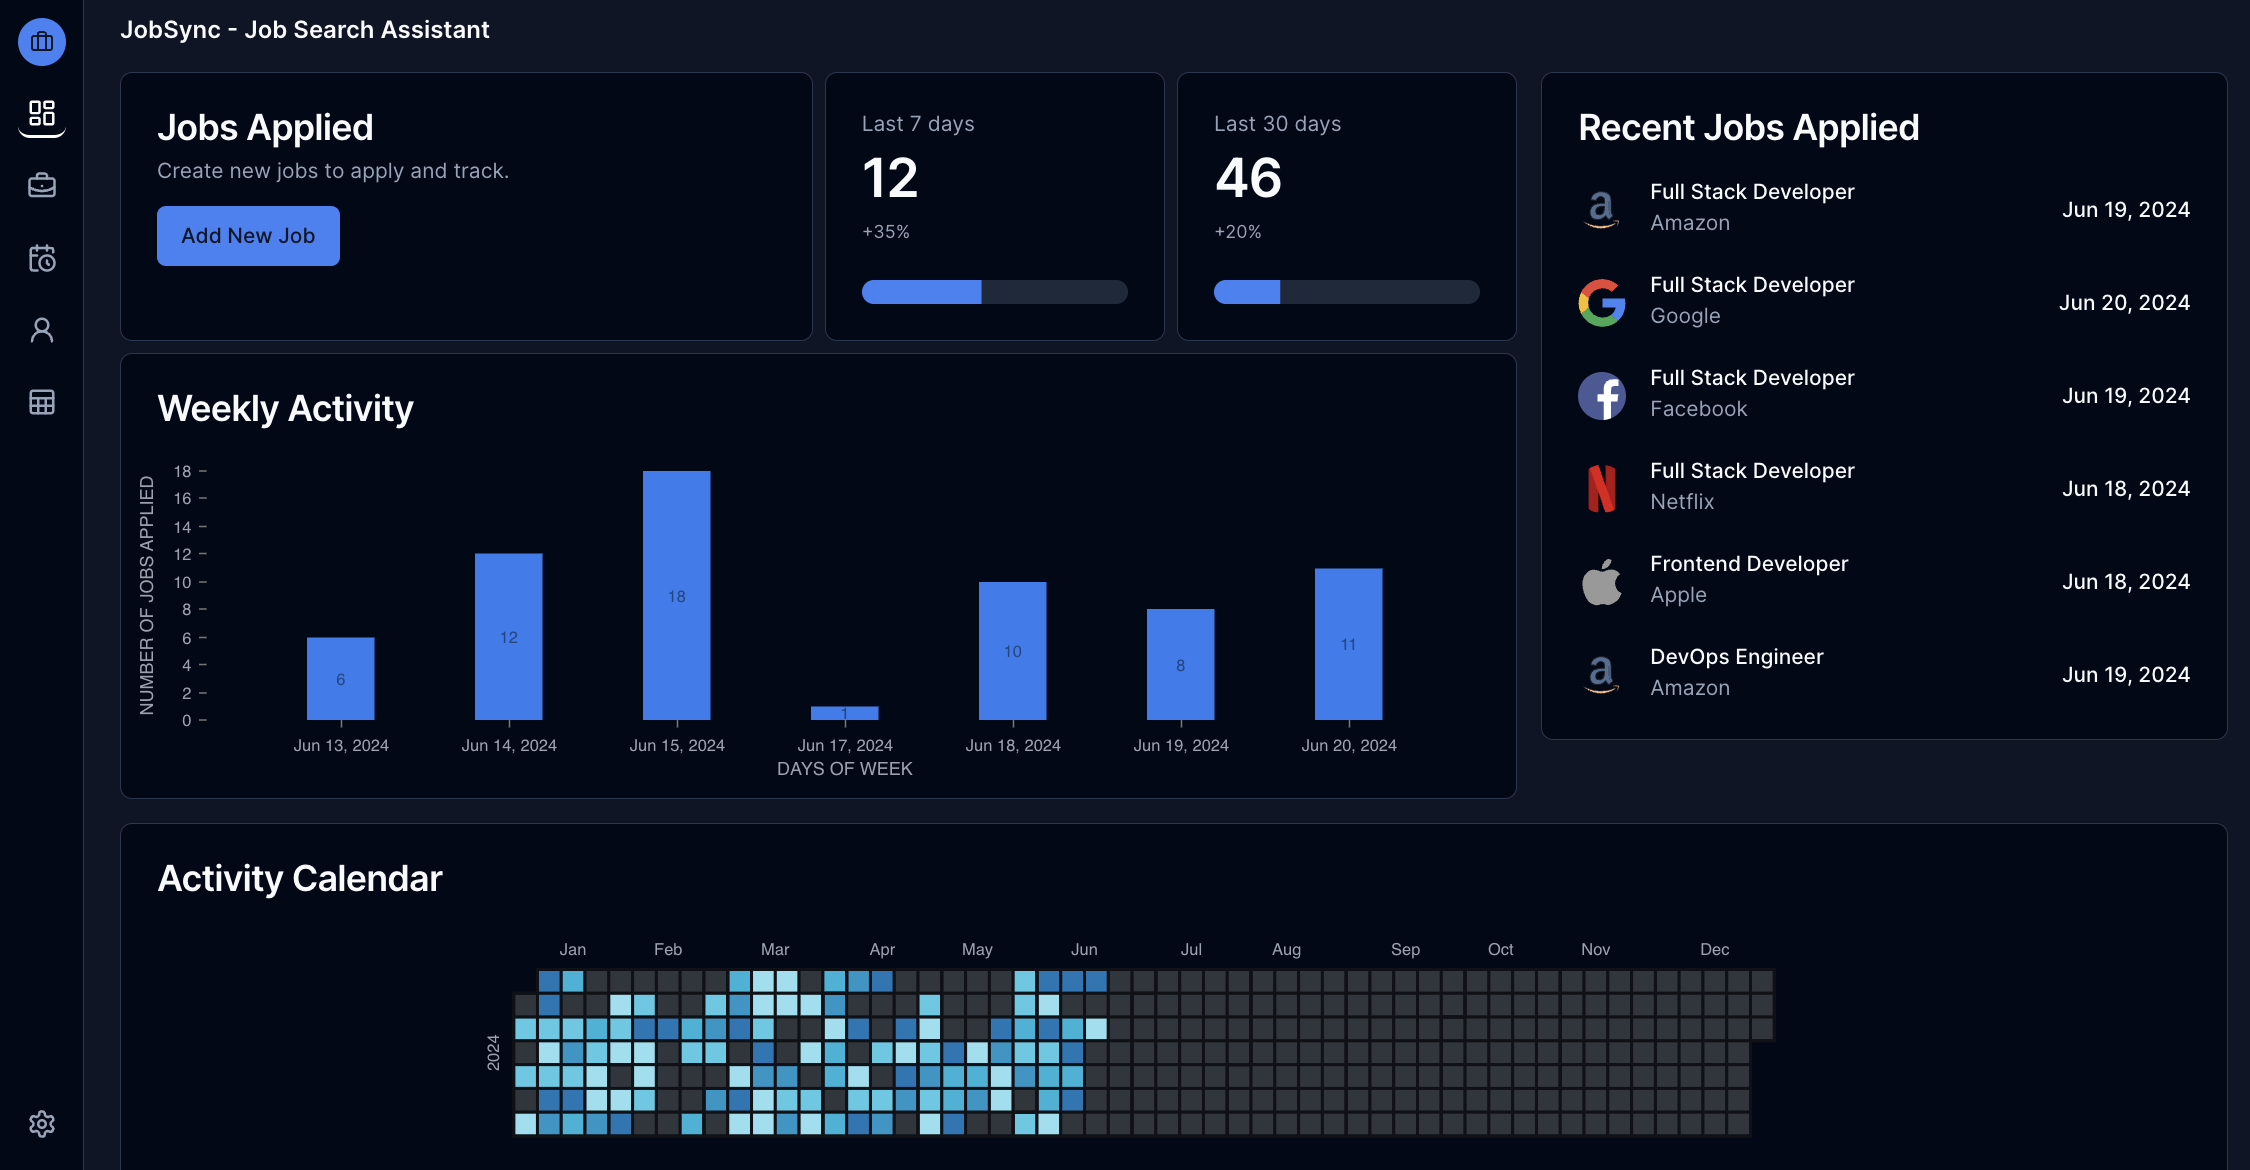 JobSync - Job Search Assistant
Jobs Applied
Create new jobs to apply and track.
Add New Job
Last 7 days
12
+35%
Last 30 days
46
+20%
Recent Jobs Applied
Full Stack Developer
Amazon
Jun 19, 2024
Full Stack Developer
Google
Jun 20, 2024
Full Stack Developer
Facebook
Jun 19, 2024
Full Stack Developer
Netflix
Jun 18, 2024
Frontend Developer
Apple
Jun 18, 2024
DevOps Engineer
Amazon
Jun 19, 2024
Weekly Activity
NUMBER OF JOBS APPLIED
18
16
14
12
10
8
6
4
2
0
6
12
18
1
10
8
11
Jun 13, 2024
Jun 14, 2024
Jun 15, 2024
Jun 17, 2024
Jun 18, 2024
Jun 19, 2024
Jun 20, 2024
DAYS OF WEEK
Activity Calendar
Jan Feb Mar Apr May Jun Jul Aug Sep Oct Nov Dec
2024